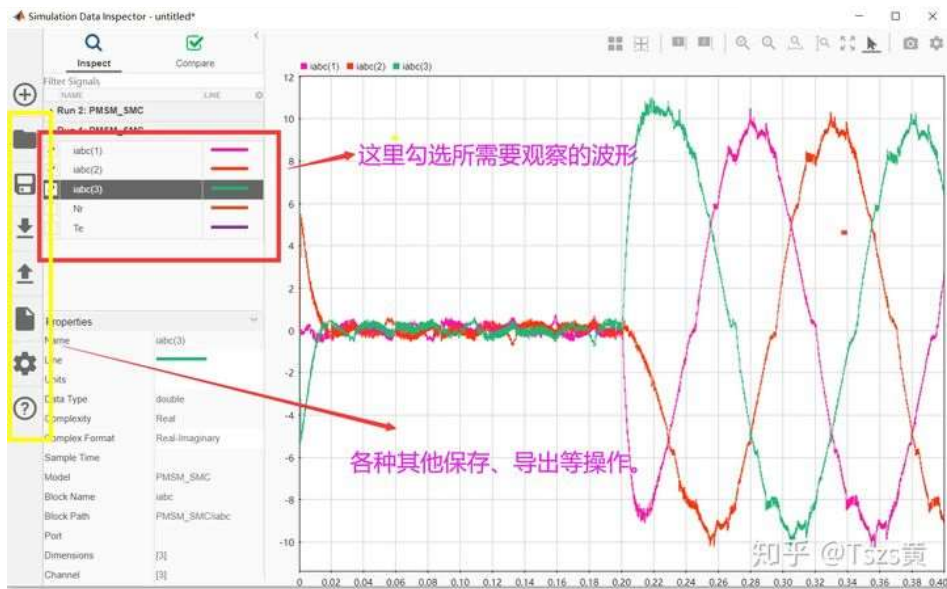 Simulation Data Inspector - untitled*
Inspect
Compare
iabc(1) iabc(2) iabc(3)
Filter Signals
NAME LINE
Run 2: PMSM_SMC
Run 1: PMSM_SMC
iabc(1)
iabc(2)
iabc(3)
Nr
Te
这里勾选所需要观察的波形
Properties
Name iabc(3)
Line
Units
Data Type double
Complexity Real
Complex Format Real-Imaginary
Sample Time
Model PMSM_SMC
Block Name iabc
Block Path PMSM_SMC/iabc
Port
Dimensions [3]
Channel [3]
各种其他保存、导出等操作。
12
10
8
6
4
2
0
-2
-4
-6
-8
-10
0 0.02 0.04 0.06 0.08 0.10 0.12 0.14 0.16 0.18 0.20 0.22 0.24 0.26 0.28 0.30 0.32 0.34 0.36 0.38 0.40
知乎 @Tszs黄